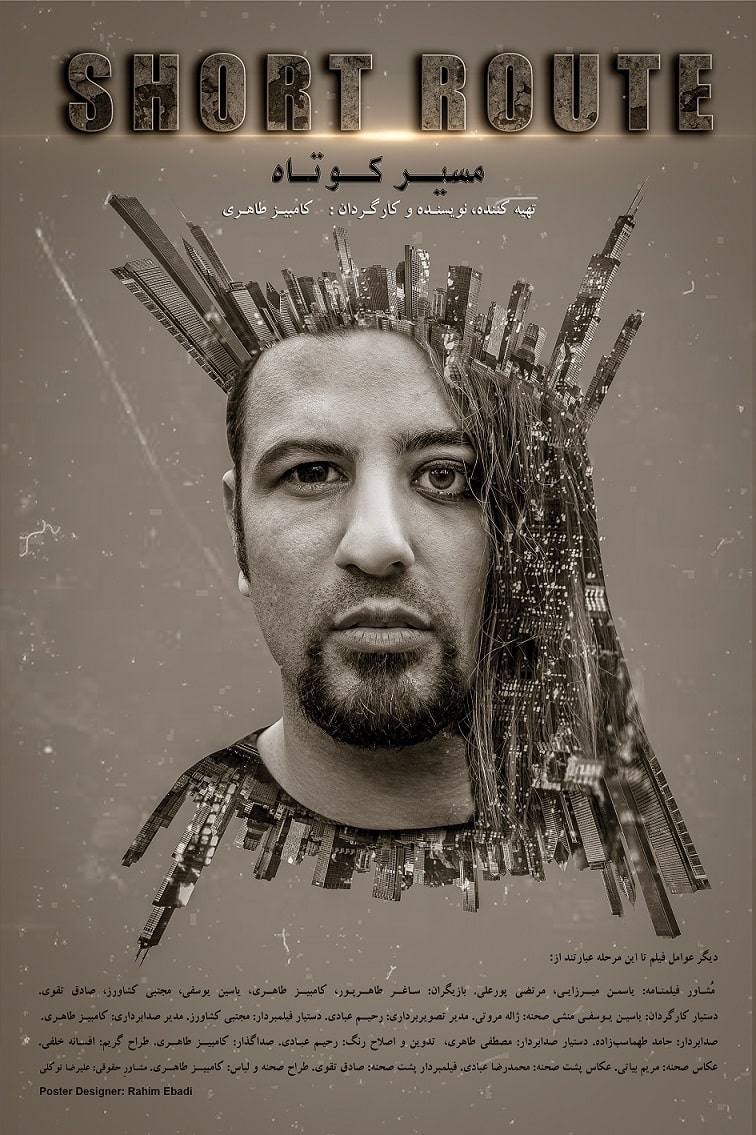 SHORT ROUTE
مسیر کوتاه
تهیه کننده، نویسنده و کارگردان : کامبیز طاهری
دیگر عوامل فیلم تا این مرحله عبارتند از:
مُشاور فیلمنامه: یاسمن میرزایی، مرتضی پورعلی. بازیگران: ساغر طاهرپور، کامبیز طاهری، یاسین یوسفی، مجتبی کشاورز، صادق تقوی.
دستیار کارگردان: یاسین یوسفی منشی صحنه: ژاله مروتی. مدیر تصویربرداری: رحیم عبادی. دستیار فیلمبردار: مجتبی کشاورز. مدیر صدابرداری: کامبیز طاهری.
صدابردار: حامد طهماسب‌زاده. دستیار صدابردار: مصطفی طاهری، تدوین و اصلاح رنگ: رحیم عبادی. صداگذار: کامبیز طاهری. طراح گریم: افسانه خلفی.
عکاس صحنه: مریم بیاتی. عکاس پشت صحنه: محمدرضا عبادی. فیلمبردار پشت صحنه: صادق تقوی. طراح صحنه و لباس: کامبیز طاهری. مشاور حقوقی: علیرضا توکلی
Poster Designer: Rahim Ebadi